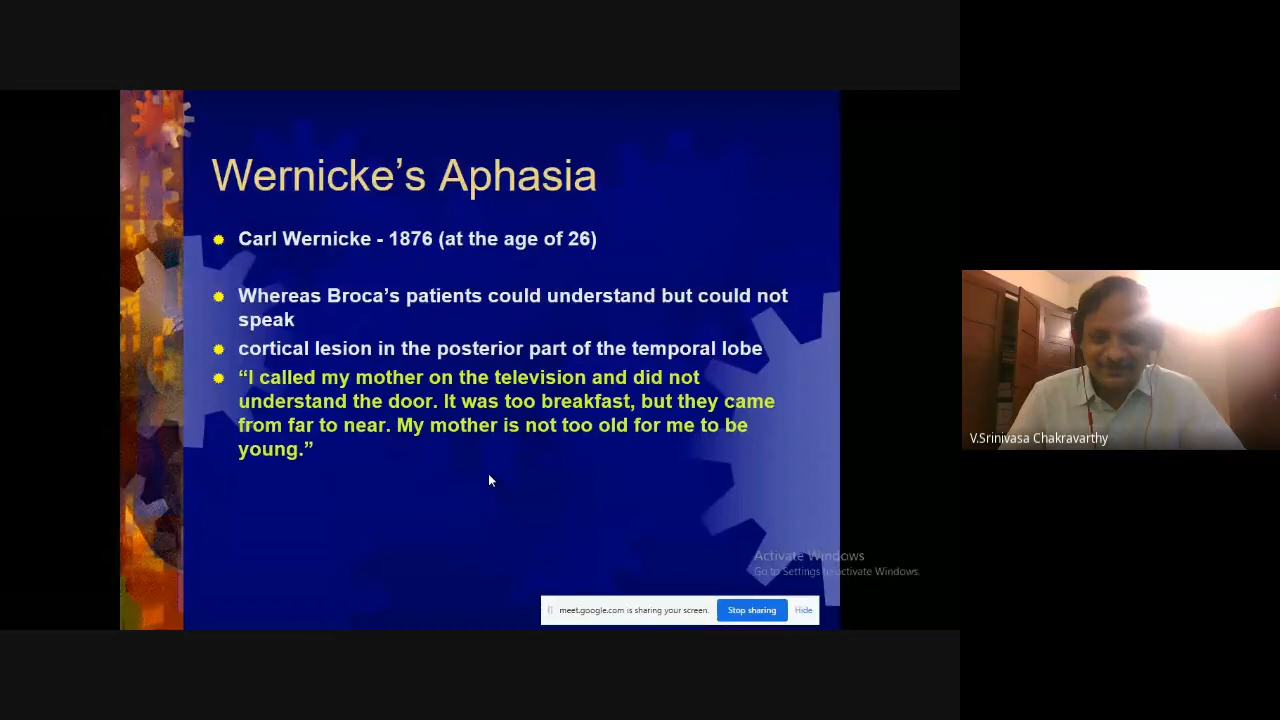 Wernicke’s Aphasia
Carl Wernicke - 1876 (at the age of 26)
Whereas Broca’s patients could understand but could not
speak
cortical lesion in the posterior part of the temporal lobe
“I called my mother on the television and did not
understand the door. It was too breakfast, but they came
from far to near. My mother is not too old for me to be
young.”
V.Srinivasa Chakravarthy
Activate Windows
Go to Settings to activate Windows.
meet.google.com is sharing your screen.
Stop sharing
Hide